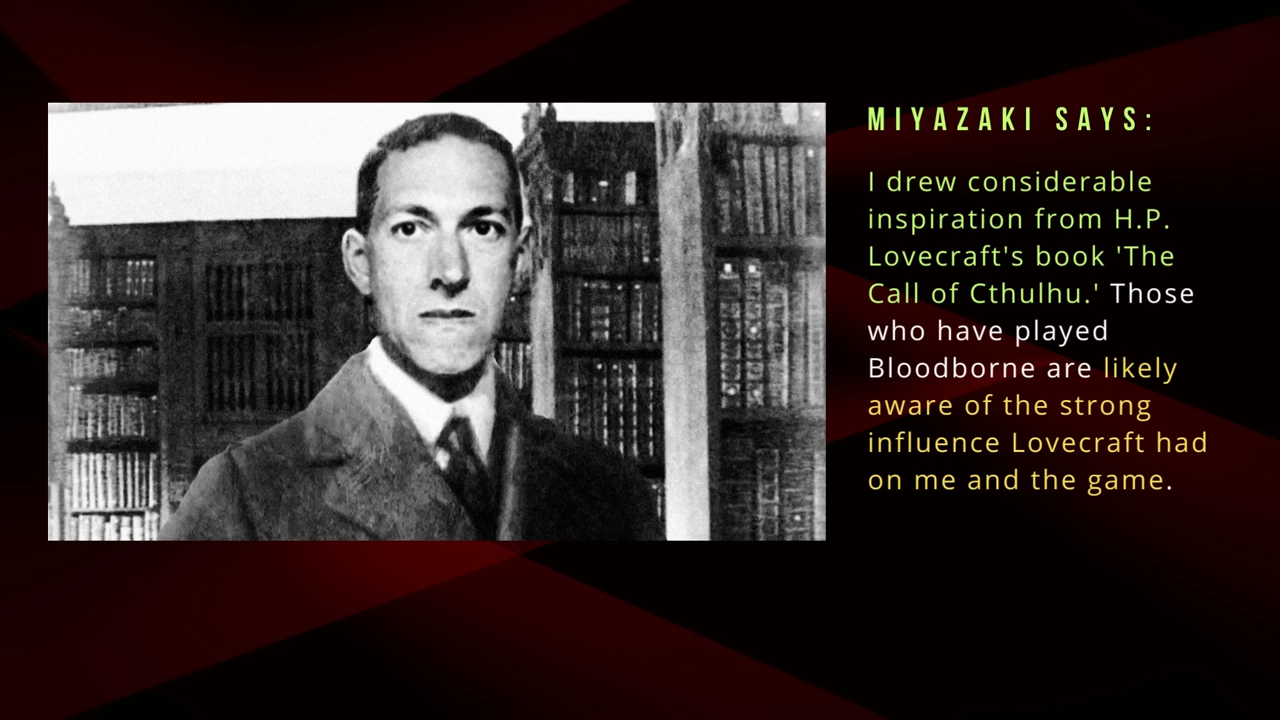 MIYAZAKI SAYS:
I drew considerable
inspiration from H.P.
Lovecraft's book 'The
Call of Cthulhu.' Those
who have played
Bloodborne are likely
aware of the strong
influence Lovecraft had
on me and the game.